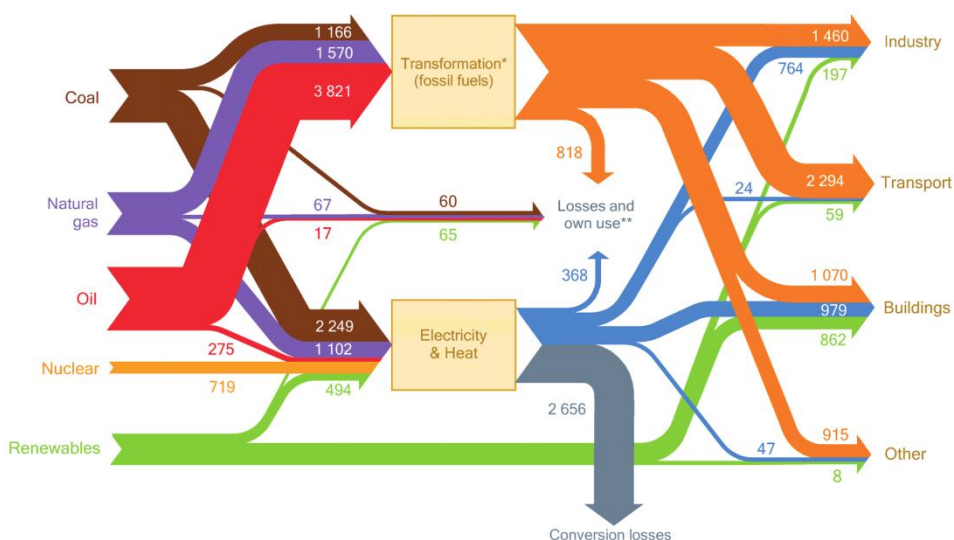 1 166
1 570
3 821
Transformation*
(fossil fuels)
1 460
764
197
Industry
Coal
818
Natural
gas
67
17
60
65
Losses and
own use**
24
2 294
59
Transport
Oil
368
1 070
979
862
Buildings
275
2 249
1 102
Electricity
& Heat
Nuclear
719
494
2 656
Renewables
915
47
8
Other
Conversion losses